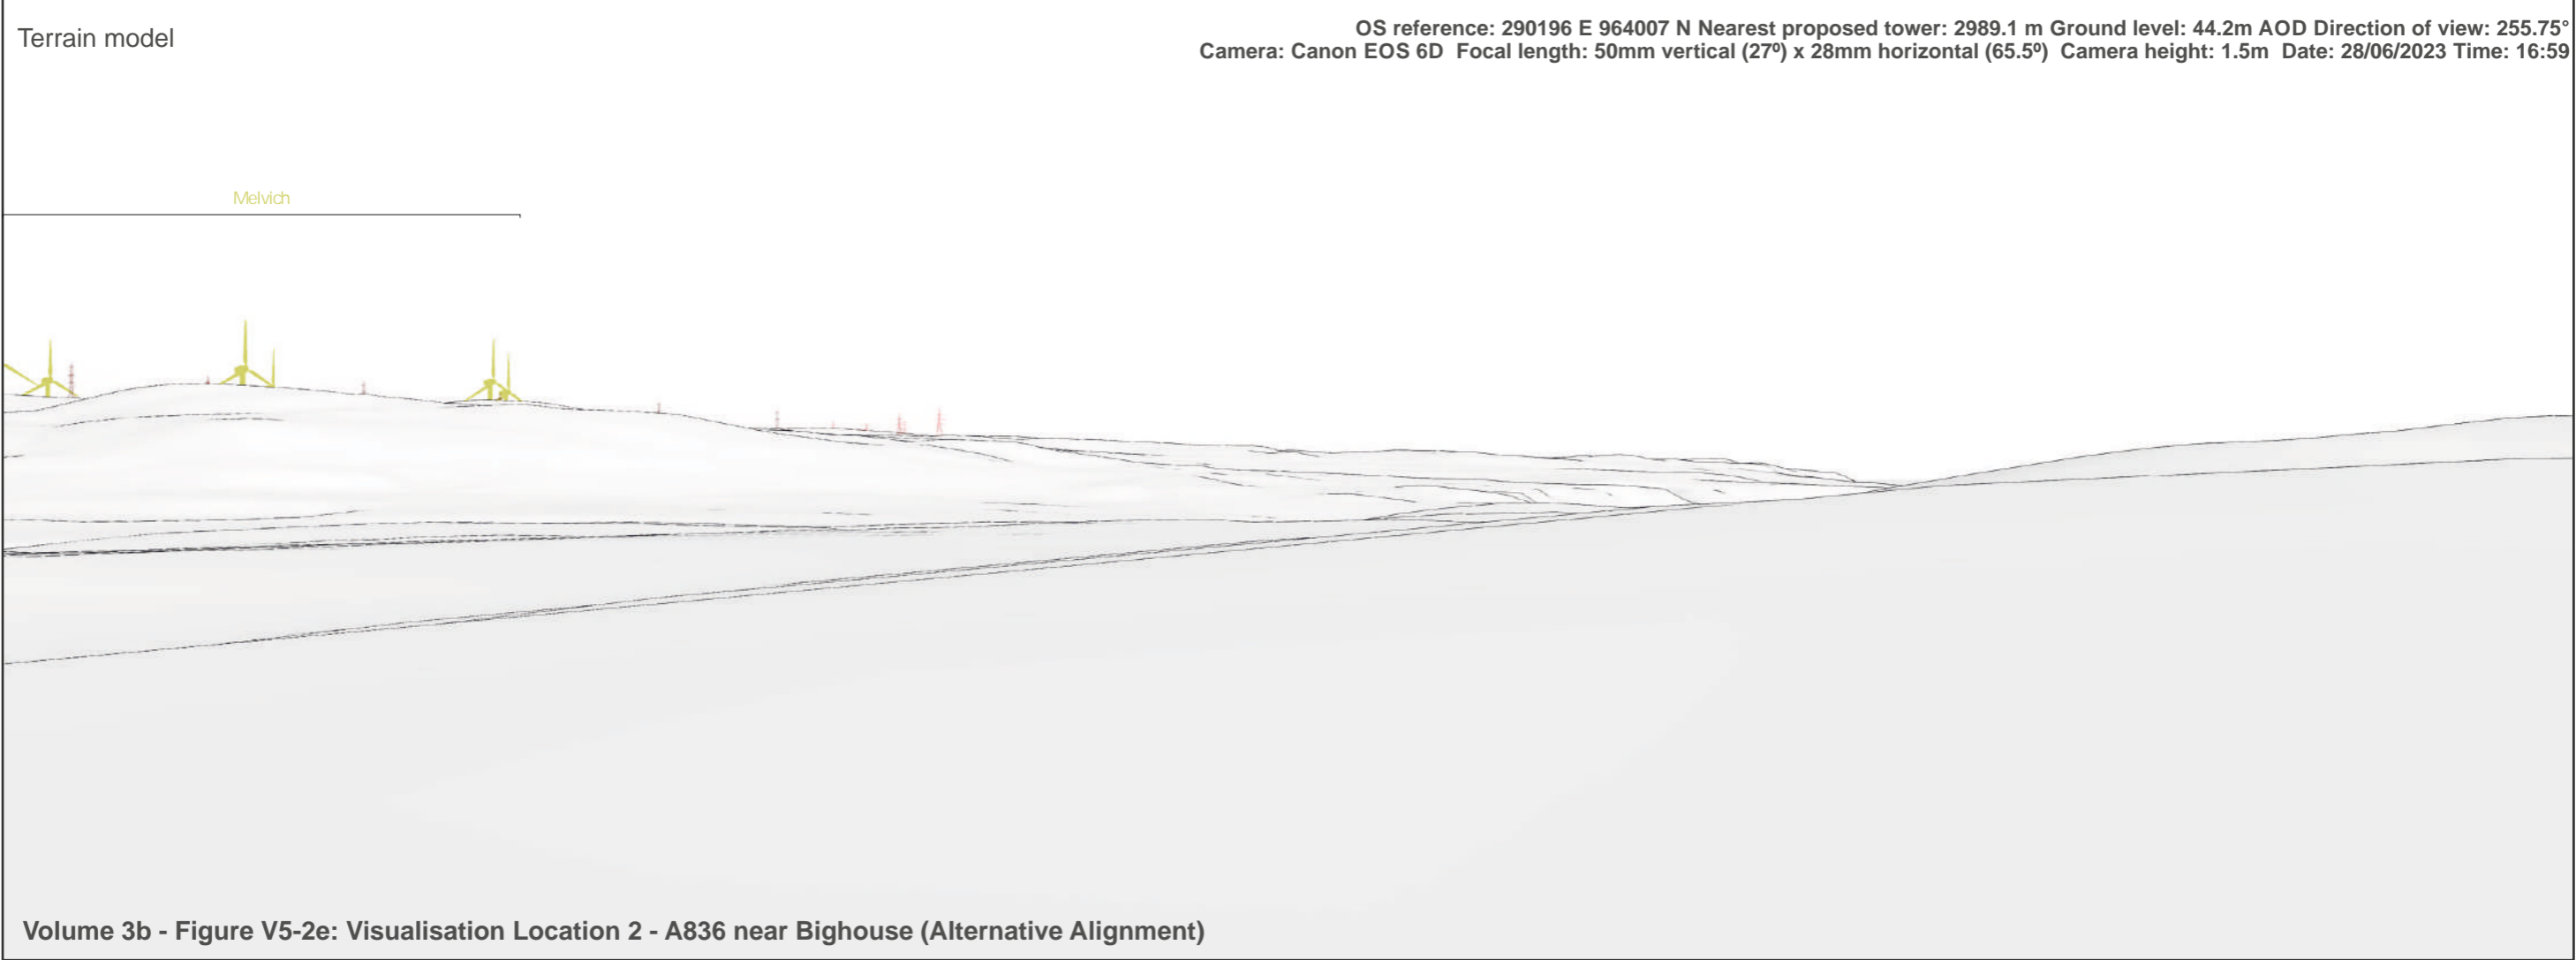 Terrain model
OS reference: 290196 E 964007 N Nearest proposed tower: 2989.1 m Ground level: 44.2m AOD Direction of view: 255.75°
Camera: Canon EOS 6D Focal length: 50mm vertical (27º) x 28mm horizontal (65.5º) Camera height: 1.5m Date: 28/06/2023 Time: 16:59
Melvich
Volume 3b - Figure V5-2e: Visualisation Location 2 - A836 near Bighouse (Alternative Alignment)